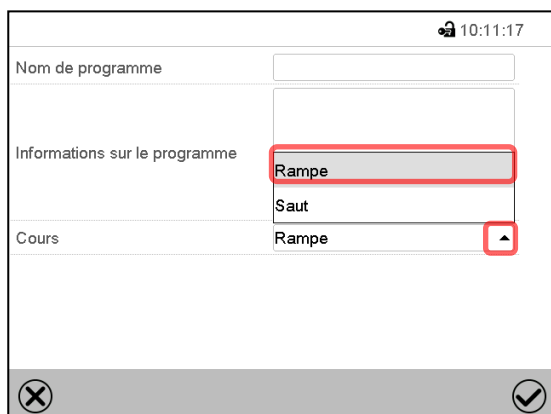 10:11:17
Nom de programme
Informations sur le programme
Rampe
Saut
Cours
Rampe